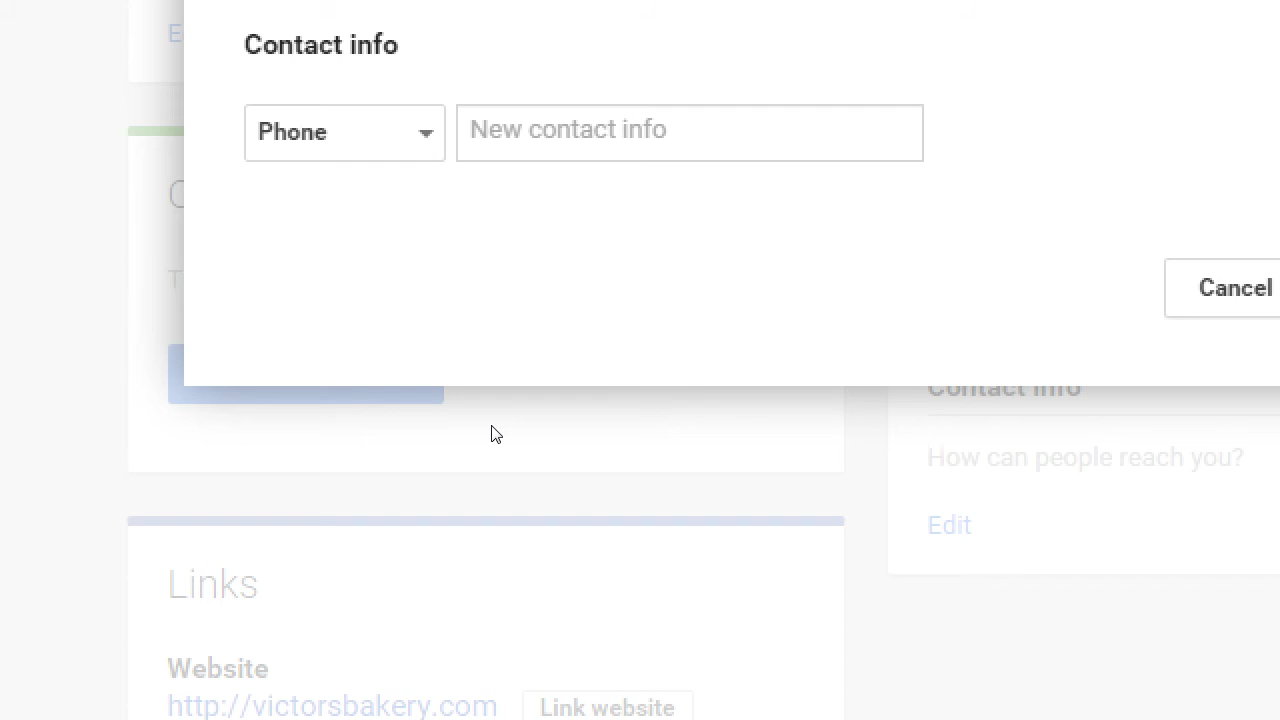 Contact info
Phone
New contact info
Cancel
Contact info
How can people reach you?
Edit
Links
Website
http://victorsbakery.com
Link website